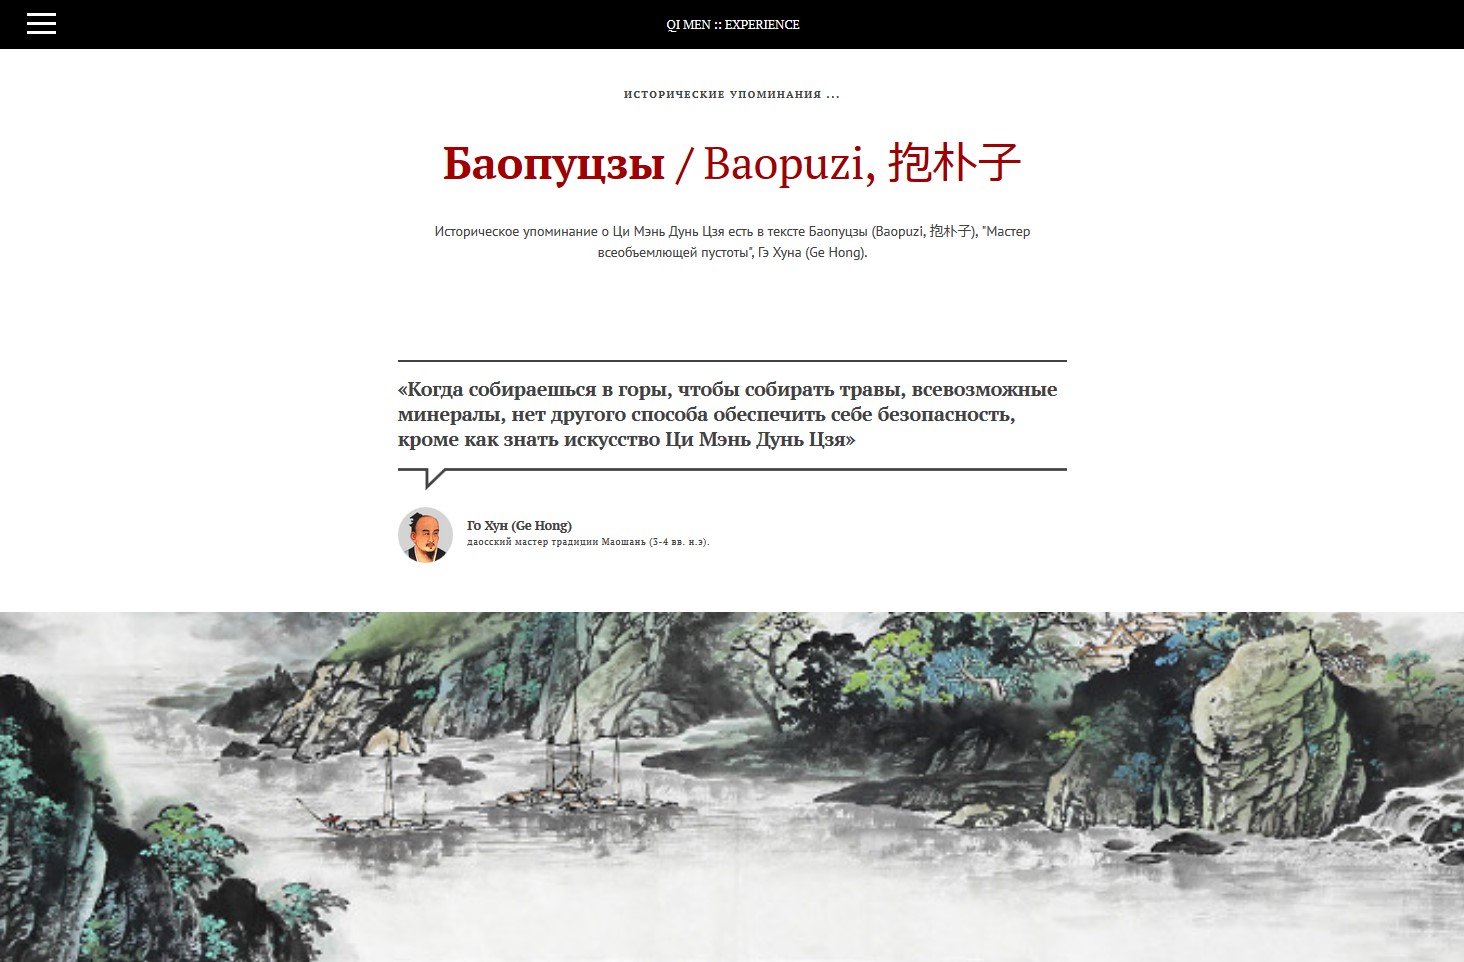 QI MEN :: EXPERIENCE
ИСТОРИЧЕСКИЕ УПОМИНАНИЯ ...
Баопуцзы / Baopuzi, 抱朴子
Историческое упоминание о Ци Мэнь Дунь Цзя есть в тексте Баопуцзы (Baopuzi, 抱朴子), "Мастер
всеобъемлющей пустоты", Гэ Хуна (Ge Hong).
«Когда собираешься в горы, чтобы собирать травы, всевозможные
минералы, нет другого способа обеспечить себе безопасность,
кроме как знать искусство Ци Мэнь Дунь Цзя»
Го Хун (Ge Hong)
даосский мастер традиции Маошань (3-4 вв. н.э).